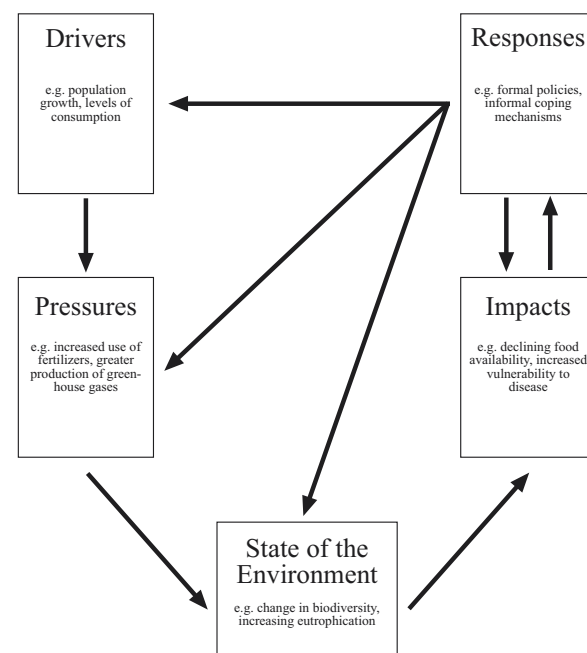 Drivers
e.g. population
growth, levels of
consumption
Responses
e.g. formal policies,
informal coping
mechanisms
Pressures
e.g. increased use of
fertilizers, greater
production of green-
house gases
Impacts
e.g. declining food
availability, increased
vulnerability to
disease
State of the
Environment
e.g. change in biodiversity,
increasing eutrophication